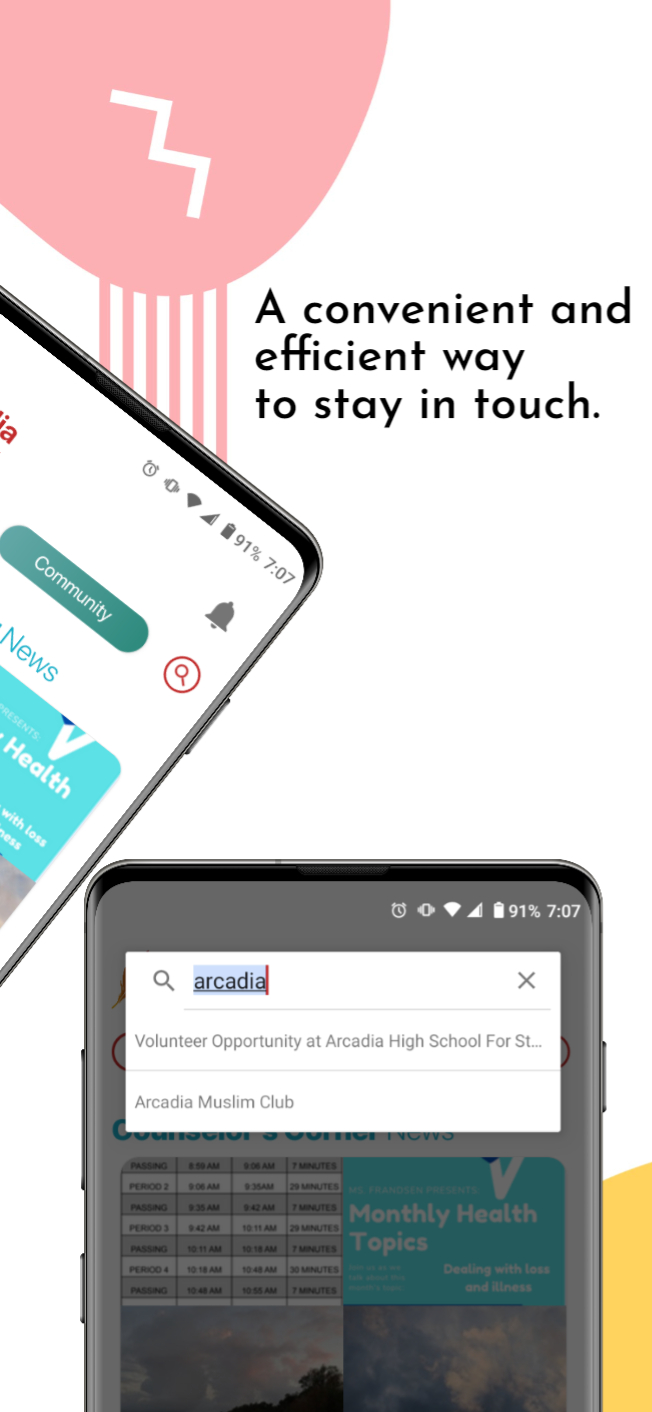 A convenient and
efficient way
to stay in touch.
91% 7:07
Community
News
PRESENTS:
Health
with loss
91% 7:07
arcadia
Volunteer Opportunity at Arcadia High School For St...
Arcadia Muslim Club
Counselor's Corner News
PASSING 8:59 AM 9:06 AM 7 MINUTES
PERIOD 2 9:06 AM 9:35AM 29 MINUTES
PASSING 9:35 AM 9:42 AM 7 MINUTES
PERIOD 3 9:42 AM 10:11 AM 29 MINUTES
PASSING 10:11 AM 10:18 AM 7 MINUTES
PERIOD 4 10:18 AM 10:48 AM 30 MINUTES
PASSING 10:48 AM 10:55 AM 7 MINUTES
MS. FRANDSEN PRESENTS:
Monthly Health
Topics
Dealing with loss
and illness